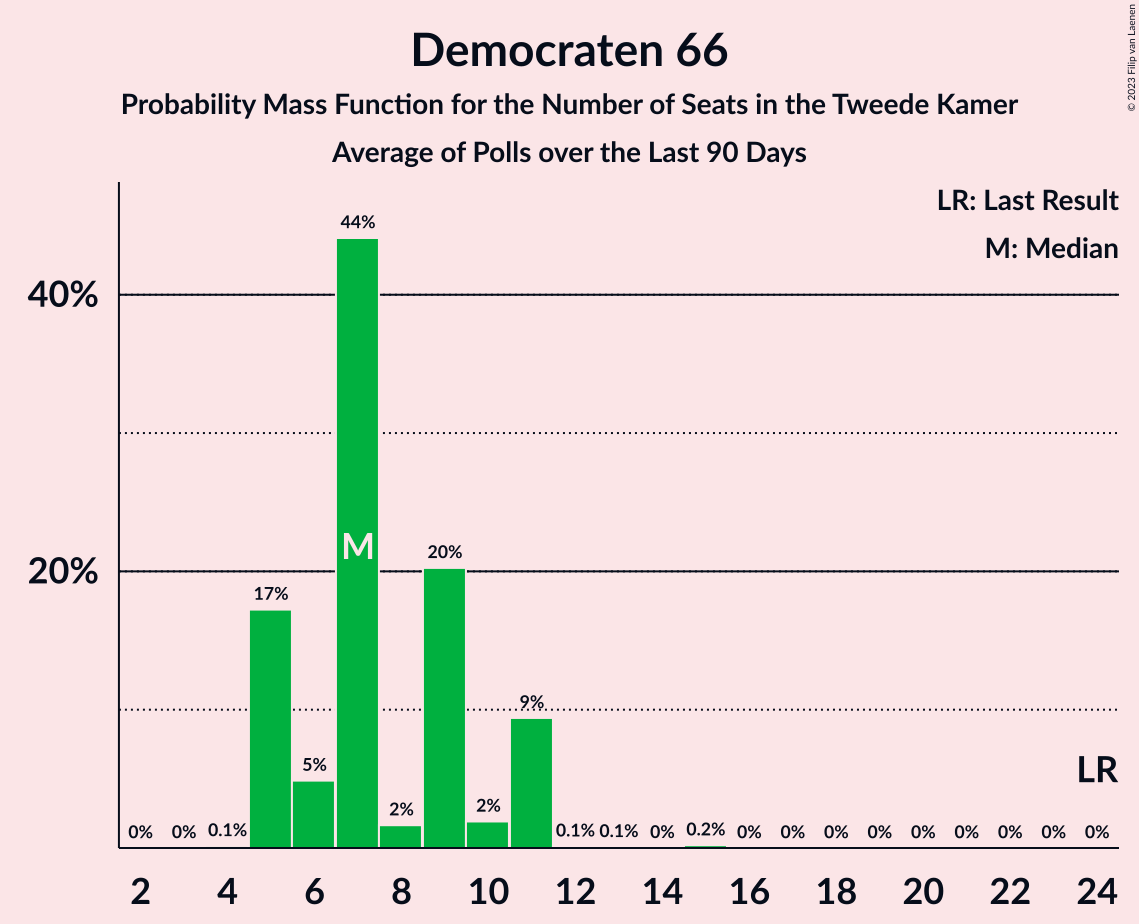 Democraten 66
Probability Mass Function for the Number of Seats in the Tweede Kamer
Average of Polls over the Last 90 Days
© 2023 Filip van Laenen
LR: Last Result
M: Median
44%
40%
M
20%
20%
17%
9%
5%
LR
2%
2%
0% 0% 0.1% 0.1% 0.1% 0% 0.2% 0% 0% 0% 0% 0% 0% 0% 0% 0%
2 4 6 8 10 12 14 16 18 20 22 24